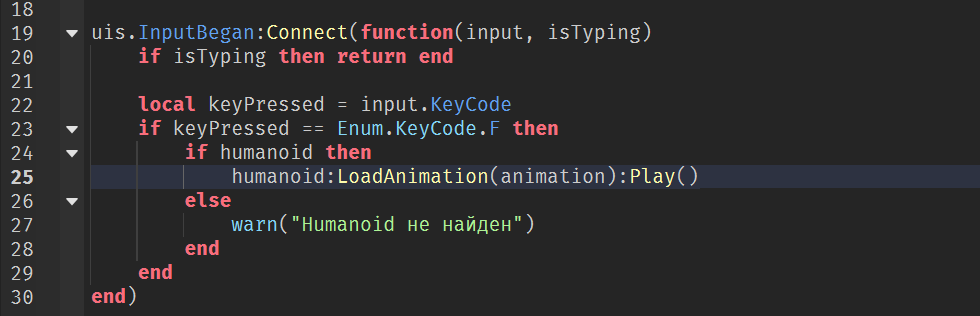 18
19 uis.InputBegan:Connect(function(input, isTyping)
20 if isTyping then return end
21
22 local keyPressed = input.KeyCode
23 if keyPressed == Enum.KeyCode.F then
24 if humanoid then
25 humanoid:LoadAnimation(animation):Play()
26 else
27 warn("Humanoid не найден")
28 end
29 end
30 end)